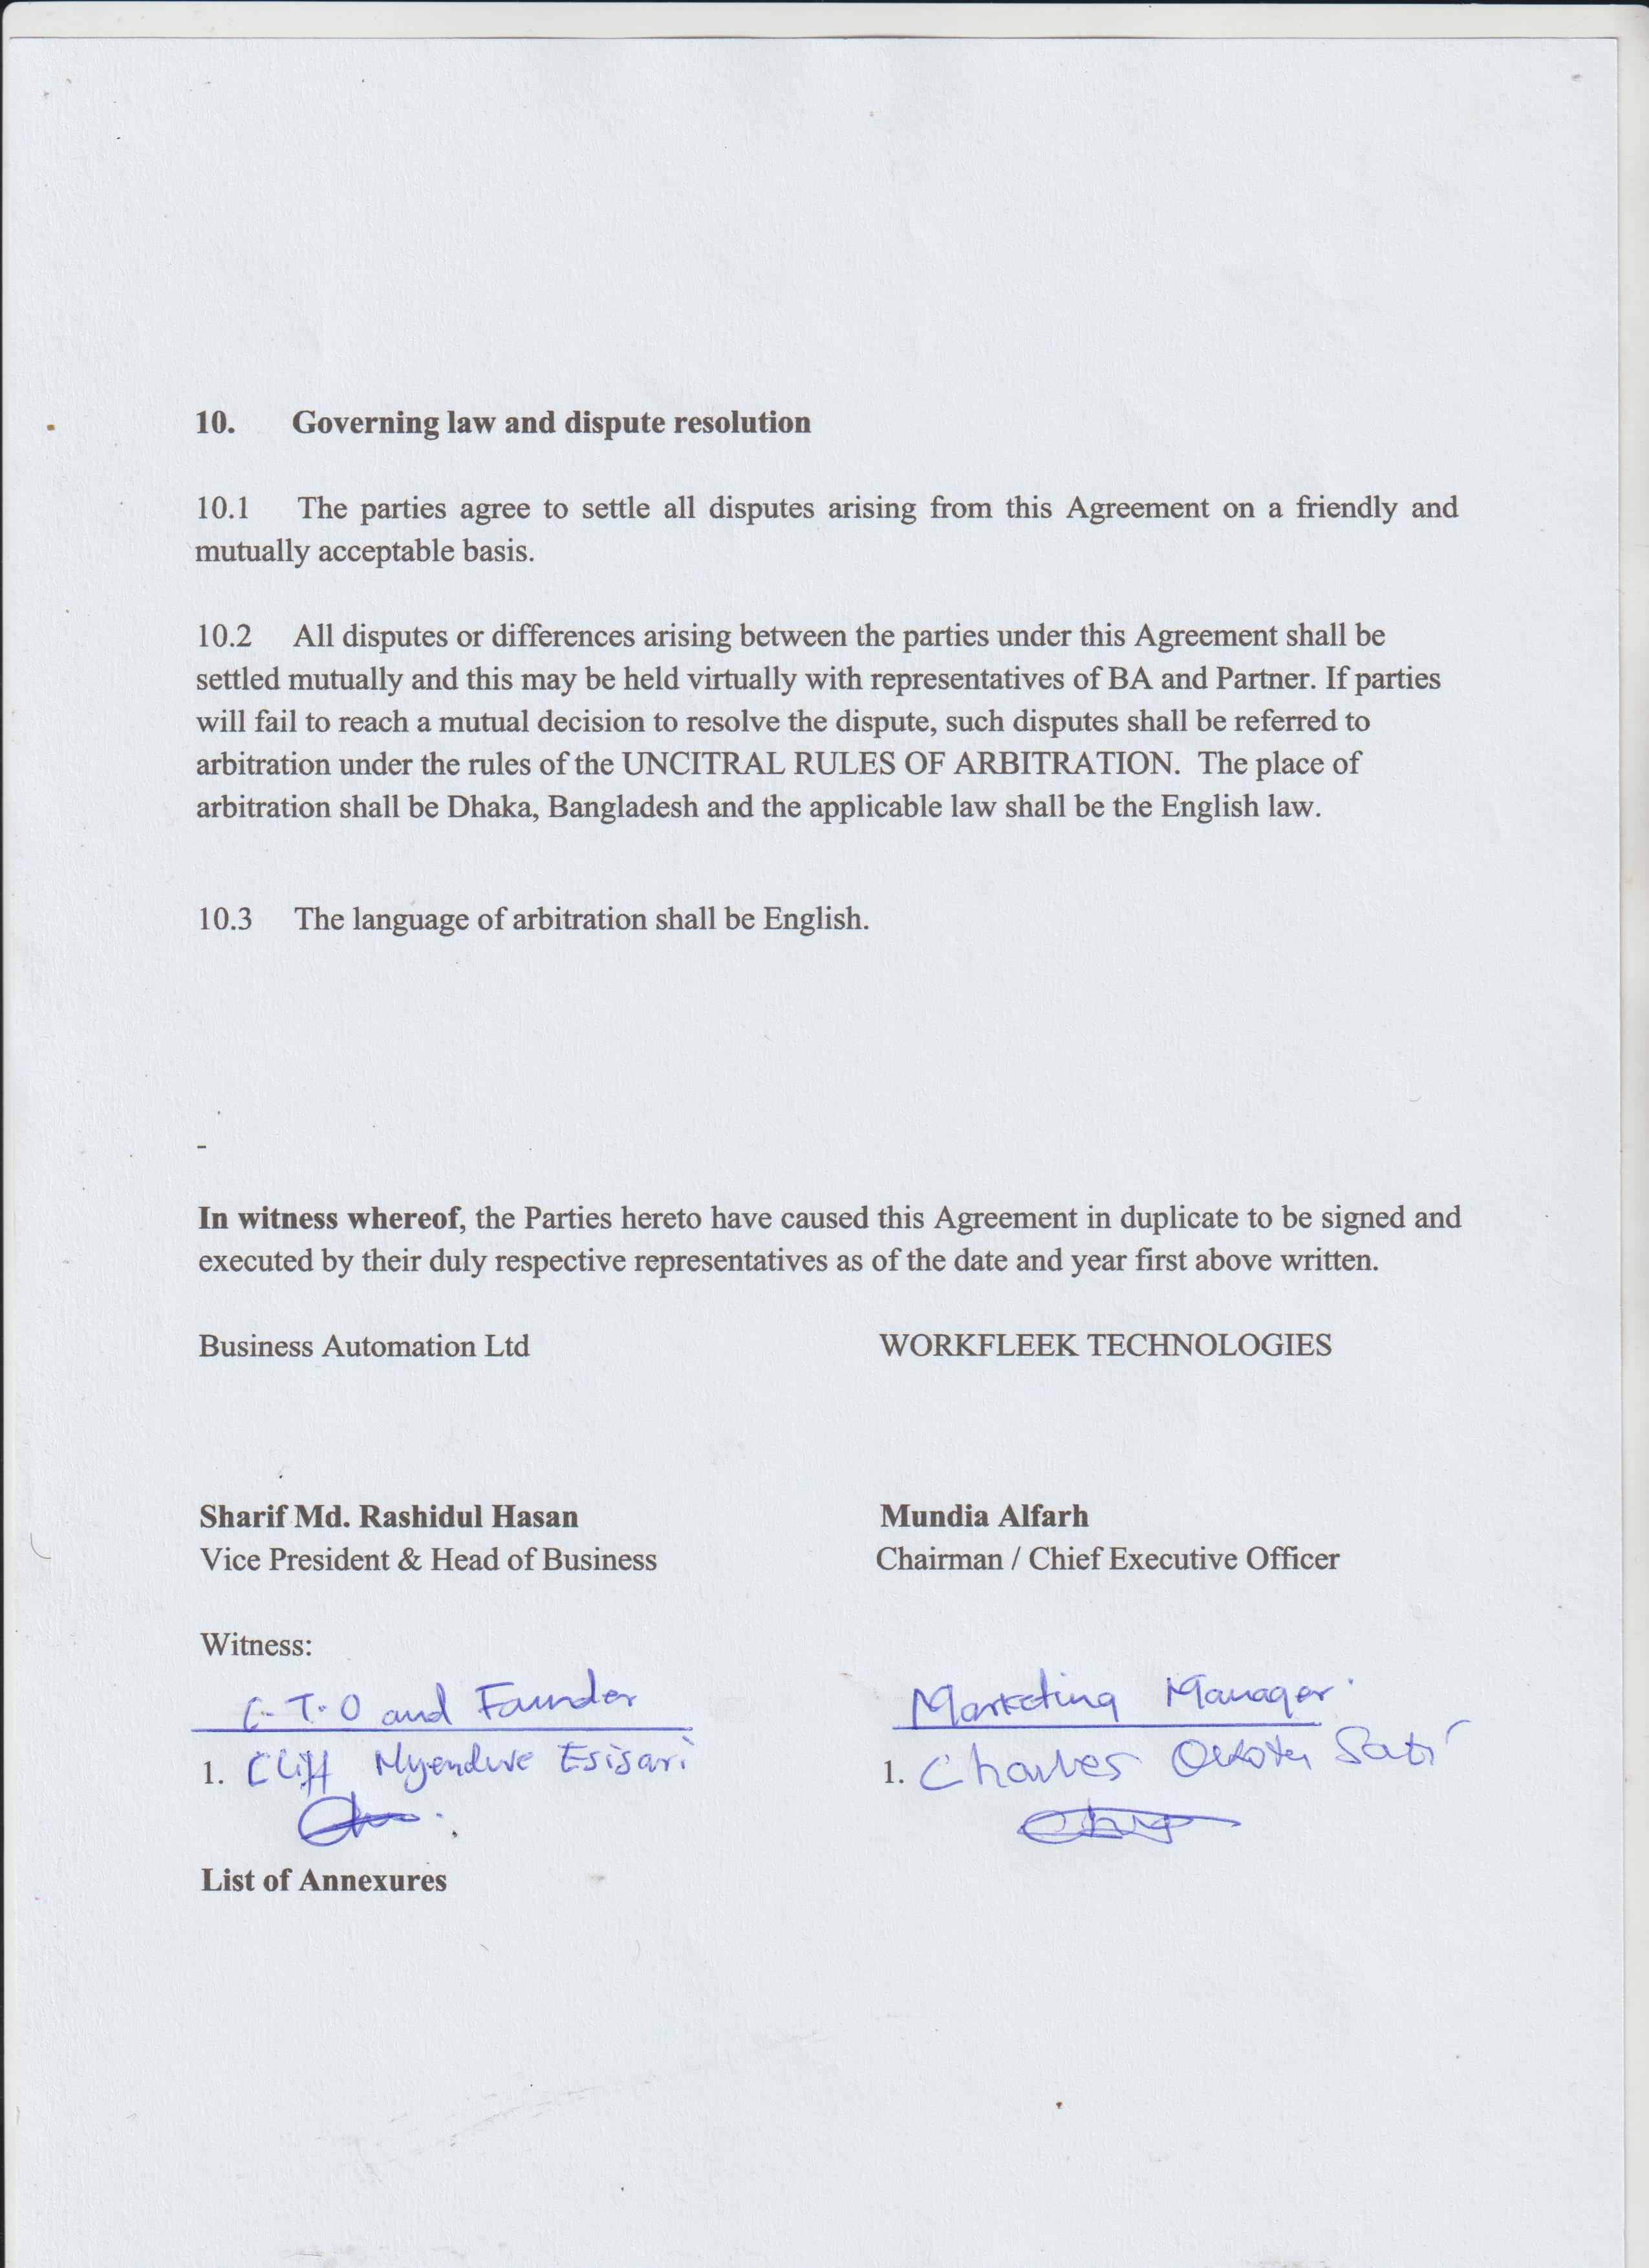 10. Governing law and dispute resolution
10.1 The parties agree to settle all disputes arising from this Agreement on a friendly and
mutually acceptable basis.
10.2 All disputes or differences arising between the parties under this Agreement shall be
settled mutually and this may be held virtually with representatives of BA and Partner. If parties
will fail to reach a mutual decision to resolve the dispute, such disputes shall be referred to
arbitration under the rules of the UNCITRAL RULES OF ARBITRATION. The place of
arbitration shall be Dhaka, Bangladesh and the applicable law shall be the English law.
10.3 The language of arbitration shall be English.
-
In witness whereof, the Parties hereto have caused this Agreement in duplicate to be signed and
executed by their duly respective representatives as of the date and year first above written.
Business Automation Ltd WORKFLEEK TECHNOLOGIES
Sharif Md. Rashidul Hasan Mundia Alfarh
Vice President & Head of Business Chairman / Chief Executive Officer
Witness:
C.T.O and Founder Marketing Manager.
1. Cliff Esisari 1. Charles
List of Annexures